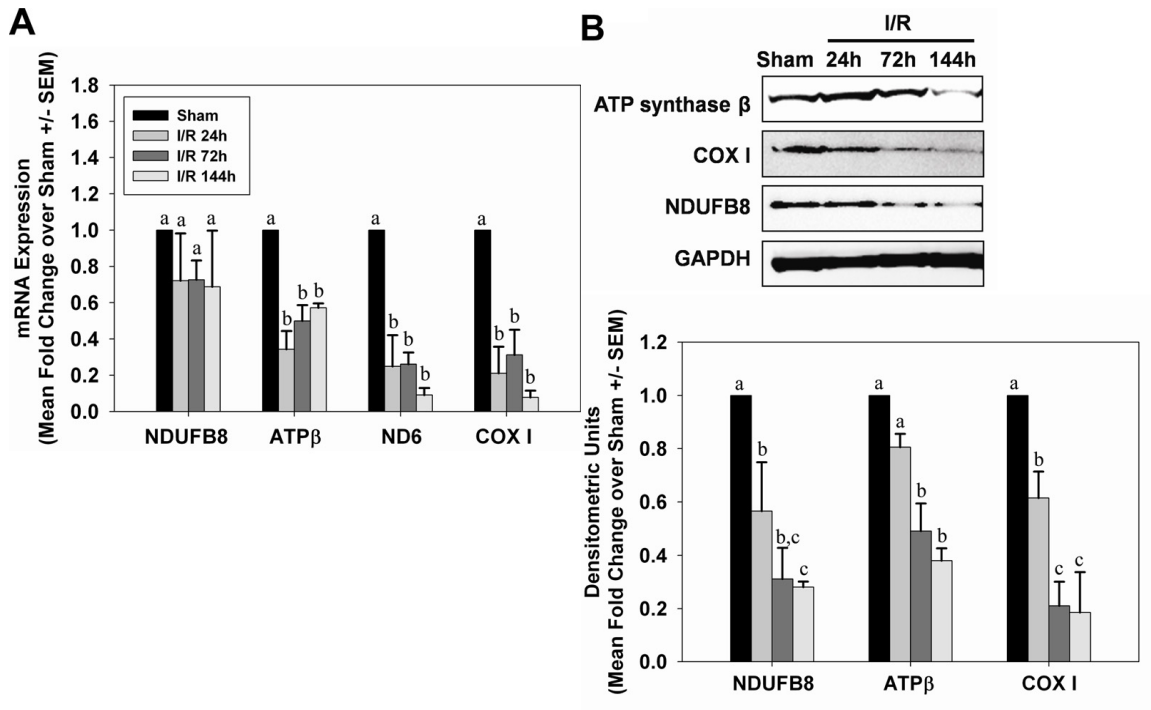 A
mRNA Expression
(Mean Fold Change over Sham +/- SEM)
1.8
1.6
1.4
1.2
1.0
0.8
0.6
0.4
0.2
0.0
Sham
I/R 24h
I/R 72h
I/R 144h
a a a a
a b b b
a b b b
a b b b
NDUFB8 ATPβ ND6 COX I
B
I/R
Sham 24h 72h 144h
ATP synthase β
COX I
NDUFB8
GAPDH
Densitometric Units
(Mean Fold Change over Sham +/- SEM)
1.2
1.0
0.8
0.6
0.4
0.2
0.0
a b b,c c
a a b b
a b c c
NDUFB8 ATPβ COX I